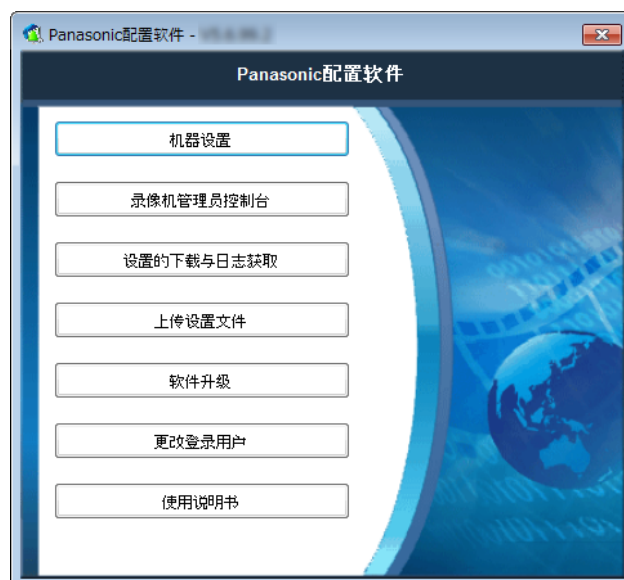 Panasonic配置软件 -
Panasonic配置软件
机器设置
录像机管理员控制台
设置的下载与日志获取
上传设置文件
软件升级
更改登录用户
使用说明书